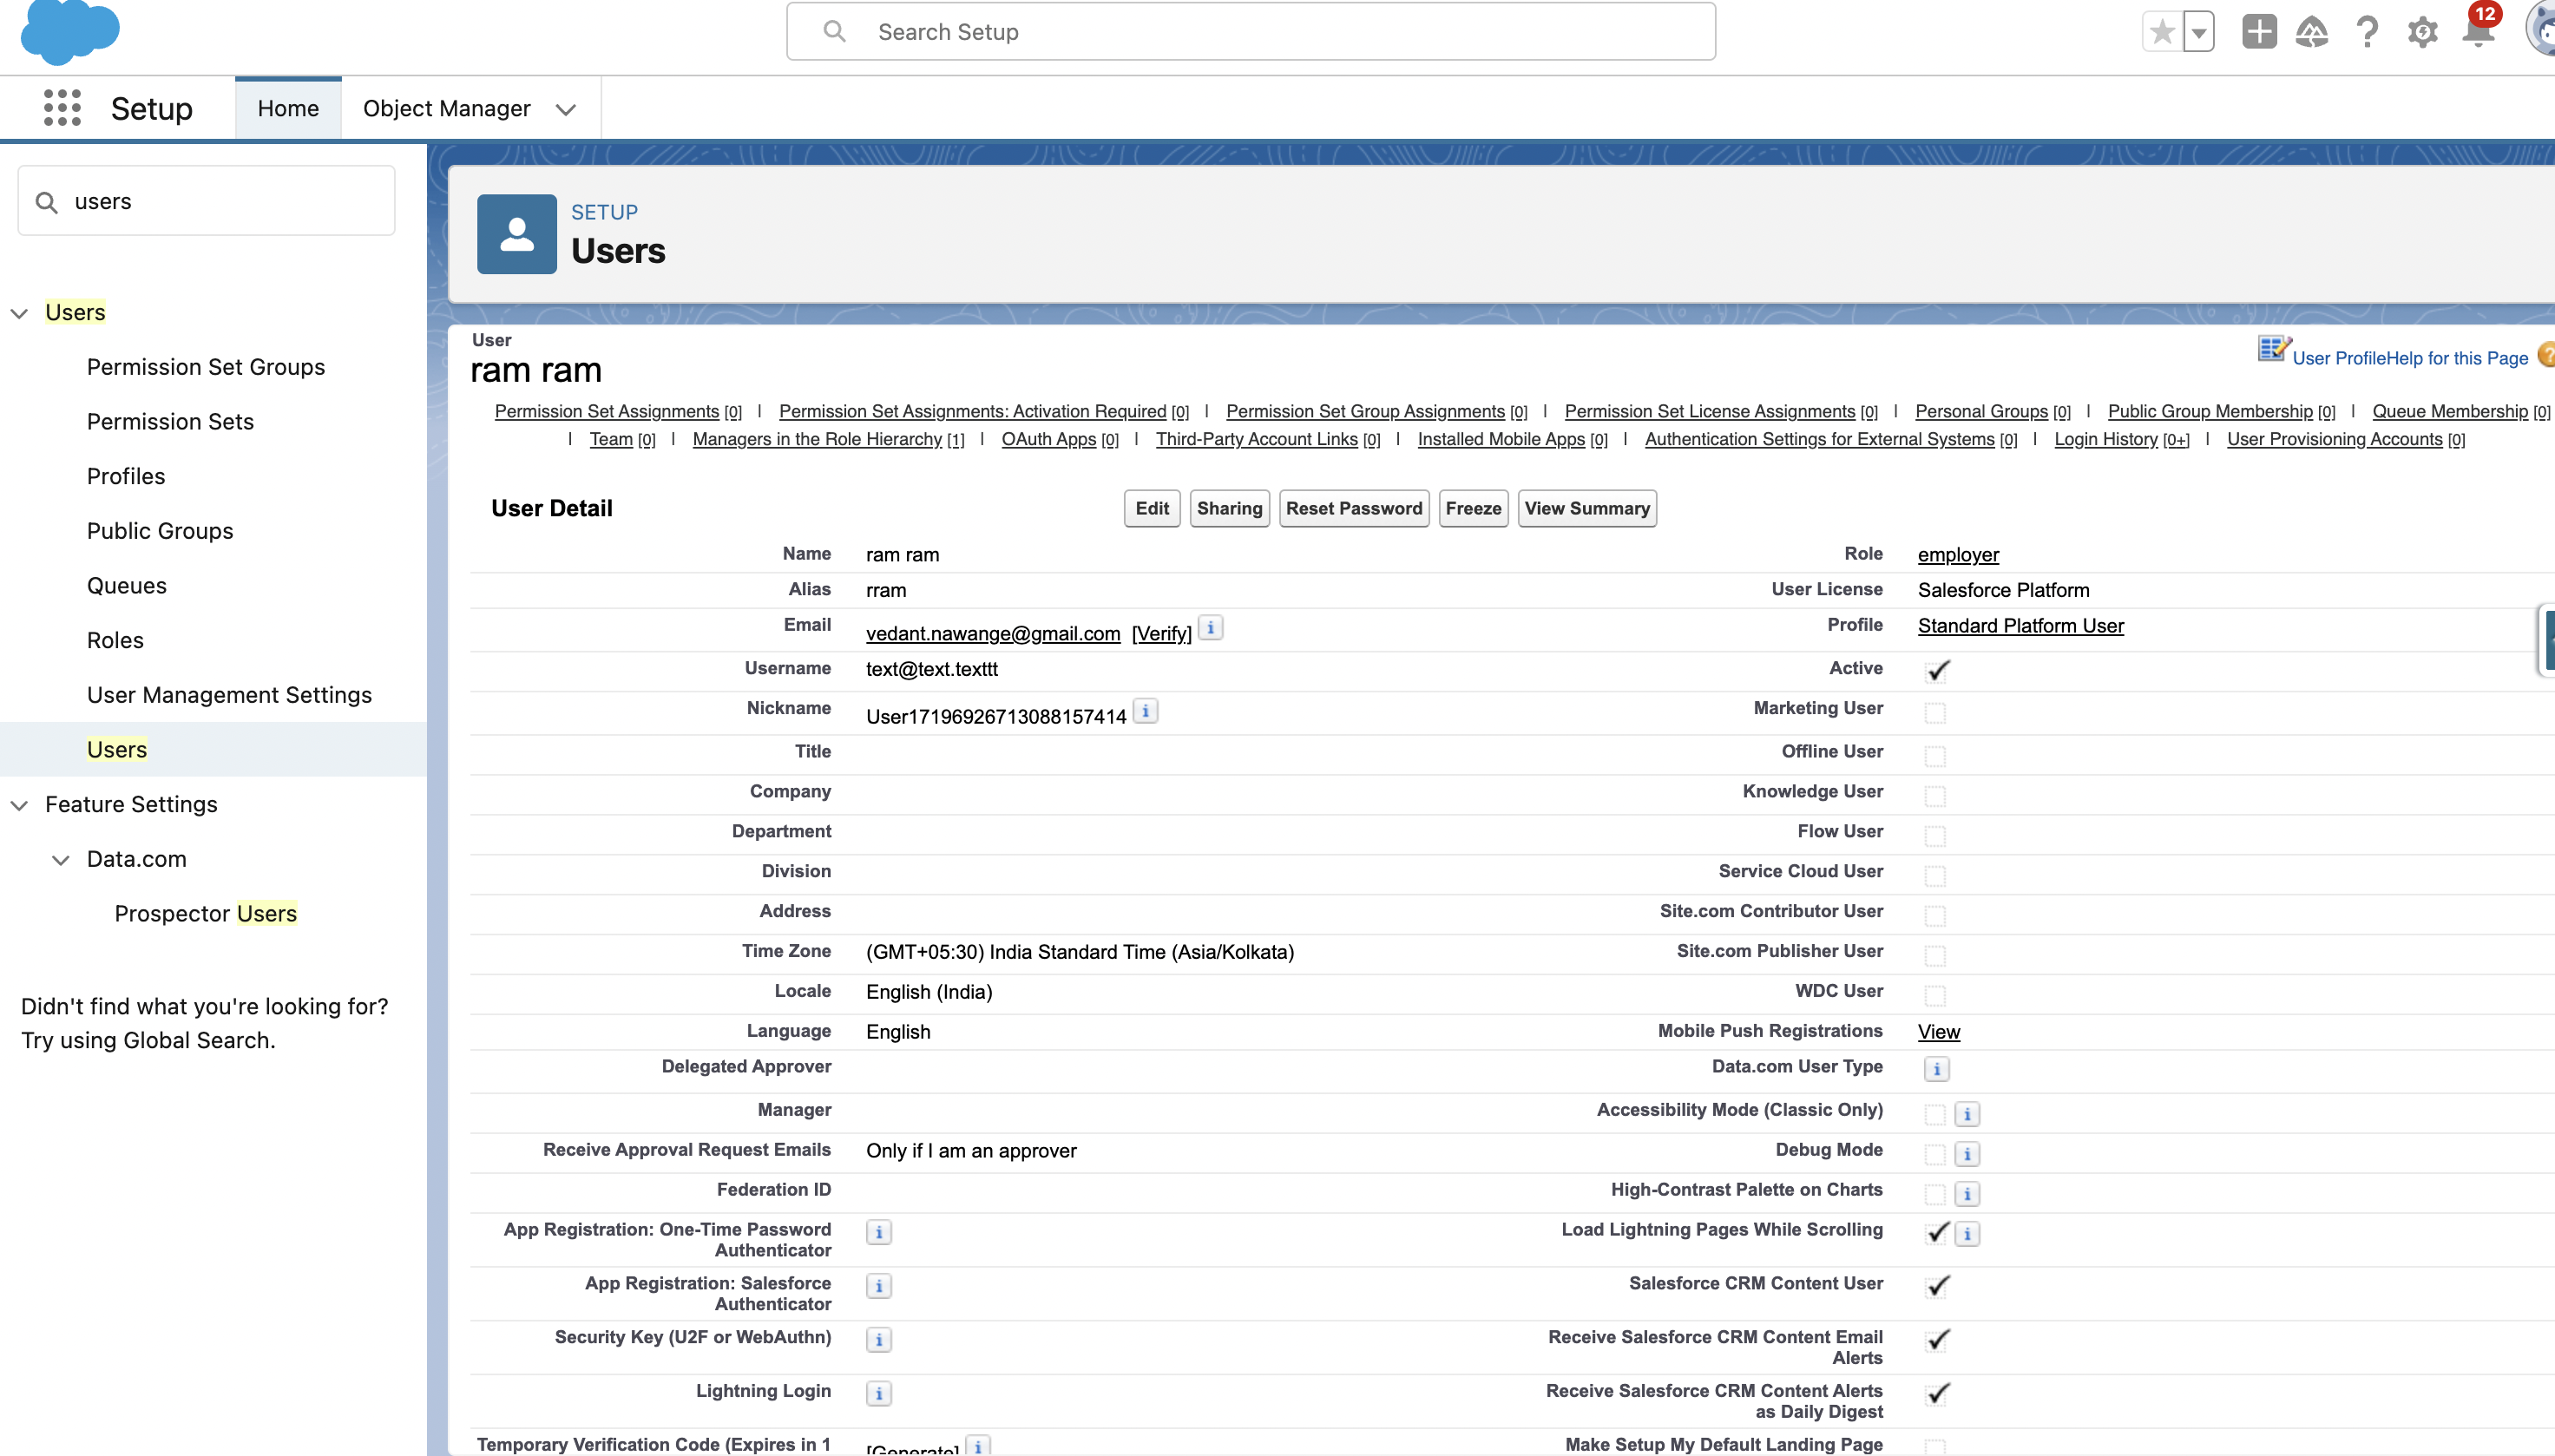 Search Setup
12
Setup
Home
Object Manager
users
SETUP
Users
Users
Permission Set Groups
Permission Sets
Profiles
Public Groups
Queues
Roles
User Management Settings
Users
Feature Settings
Data.com
Prospector Users
Didn't find what you're looking for?
Try using Global Search.
User
ram ram
User ProfileHelp for this Page ?
Permission Set Assignments [0] | Permission Set Assignments: Activation Required [0] | Permission Set Group Assignments [0] | Permission Set License Assignments [0] | Personal Groups [0] | Public Group Membership [0] | Queue Membership [0]
| Team [0] | Managers in the Role Hierarchy [1] | OAuth Apps [0] | Third-Party Account Links [0] | Installed Mobile Apps [0] | Authentication Settings for External Systems [0] | Login History [0+] | User Provisioning Accounts [0]
User Detail
Edit Sharing Reset Password Freeze View Summary
Name ram ram Role employer
Alias rram User License Salesforce Platform
Email vedant.nawange@gmail.com [Verify] i Profile Standard Platform User
Username text@text.texttt Active
Nickname User17196926713088157414 i Marketing User
Title Offline User
Company Knowledge User
Department Flow User
Division Service Cloud User
Address Site.com Contributor User
Time Zone (GMT+05:30) India Standard Time (Asia/Kolkata) Site.com Publisher User
Locale English (India) WDC User
Language English Mobile Push Registrations View
Delegated Approver Data.com User Type i
Manager Accessibility Mode (Classic Only) i
Receive Approval Request Emails Only if I am an approver Debug Mode i
Federation ID High-Contrast Palette on Charts i
App Registration: One-Time Password
Authenticator i Load Lightning Pages While Scrolling i
App Registration: Salesforce
Authenticator i Salesforce CRM Content User
Security Key (U2F or WebAuthn) i Receive Salesforce CRM Content Email
Alerts
Lightning Login i Receive Salesforce CRM Content Alerts
as Daily Digest
Temporary Verification Code (Expires in 1 [Generate] i Make Setup My Default Landing Page